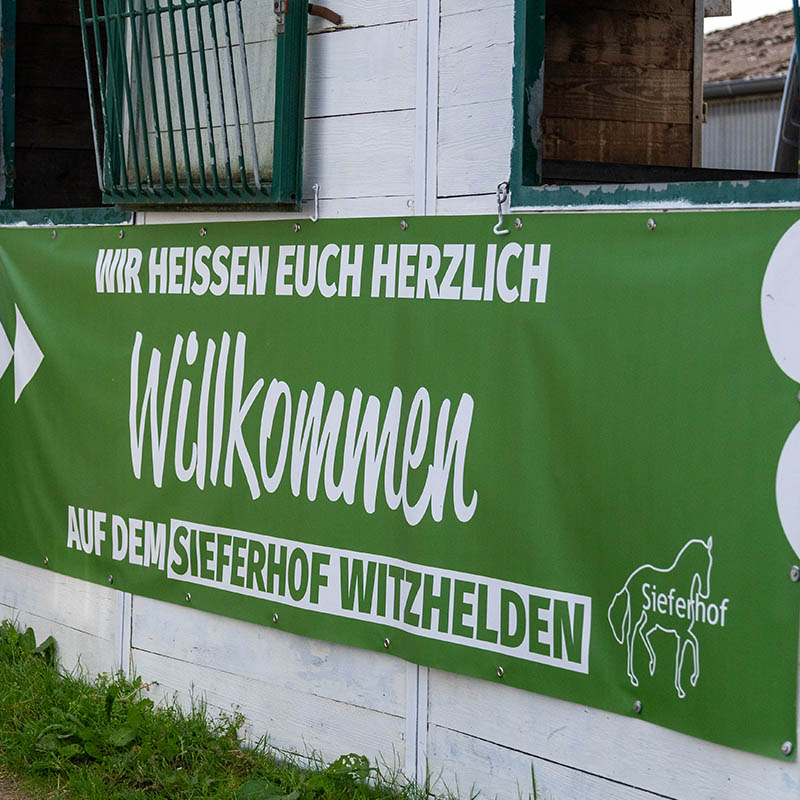 WIR HEISSEN EUCH HERZLICH
Willkommen
AUF DEM SIEFERHOF WITZHELDEN
Sieferhof